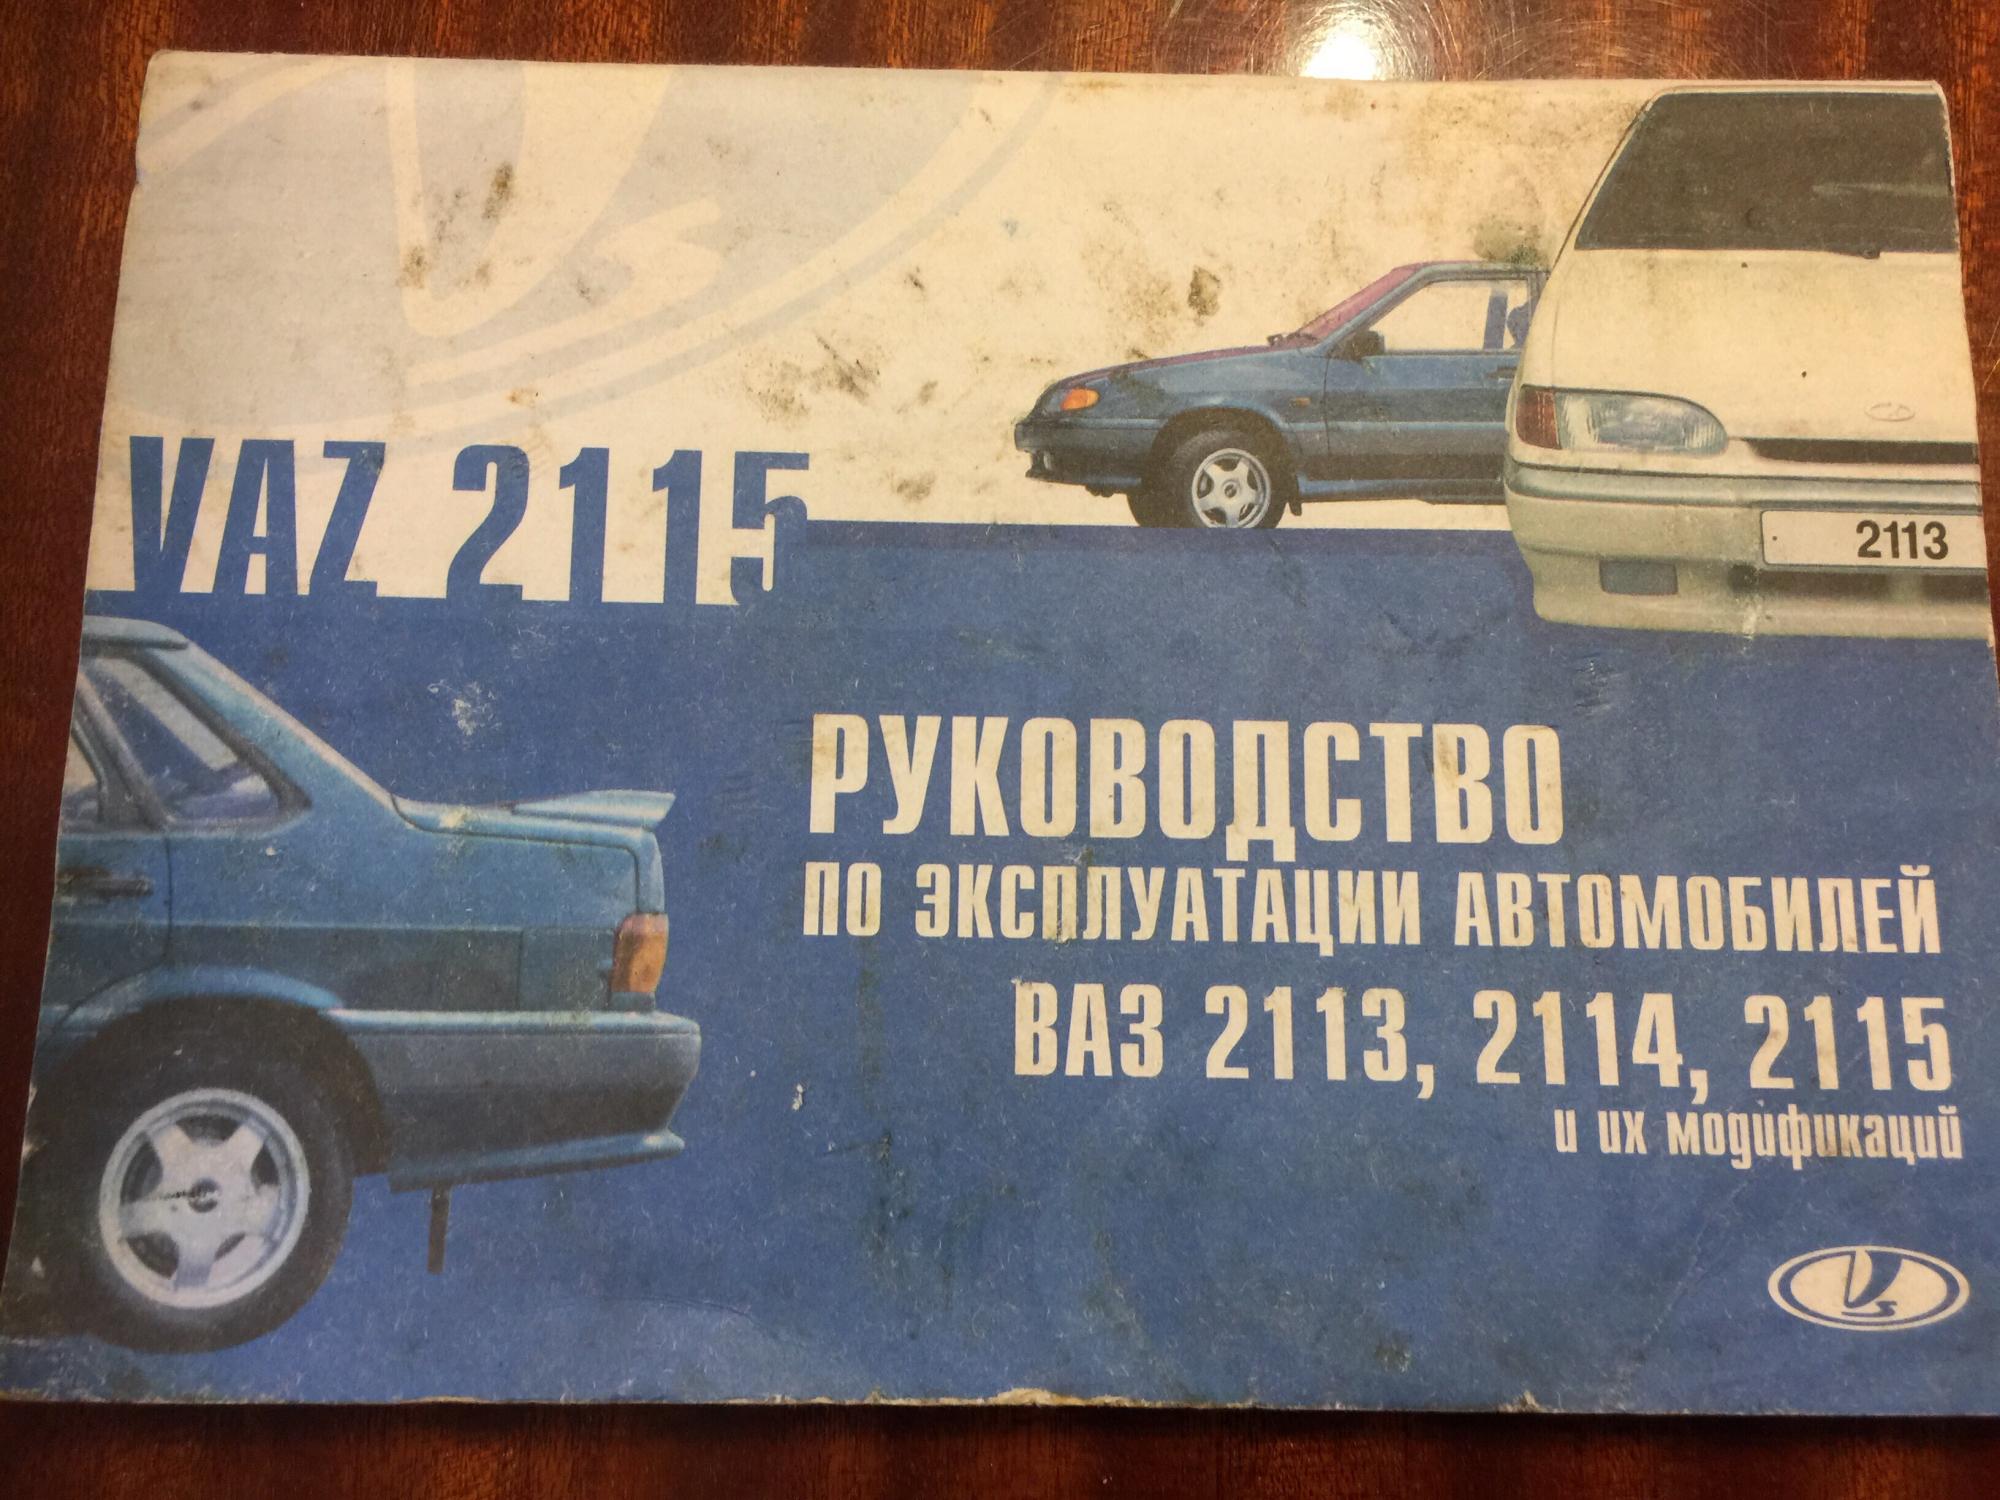 VAZ 2115
2113
РУКОВОДСТВО
ПО ЭКСПЛУАТАЦИИ АВТОМОБИЛЕЙ
ВАЗ 2113, 2114, 2115
и их модификаций